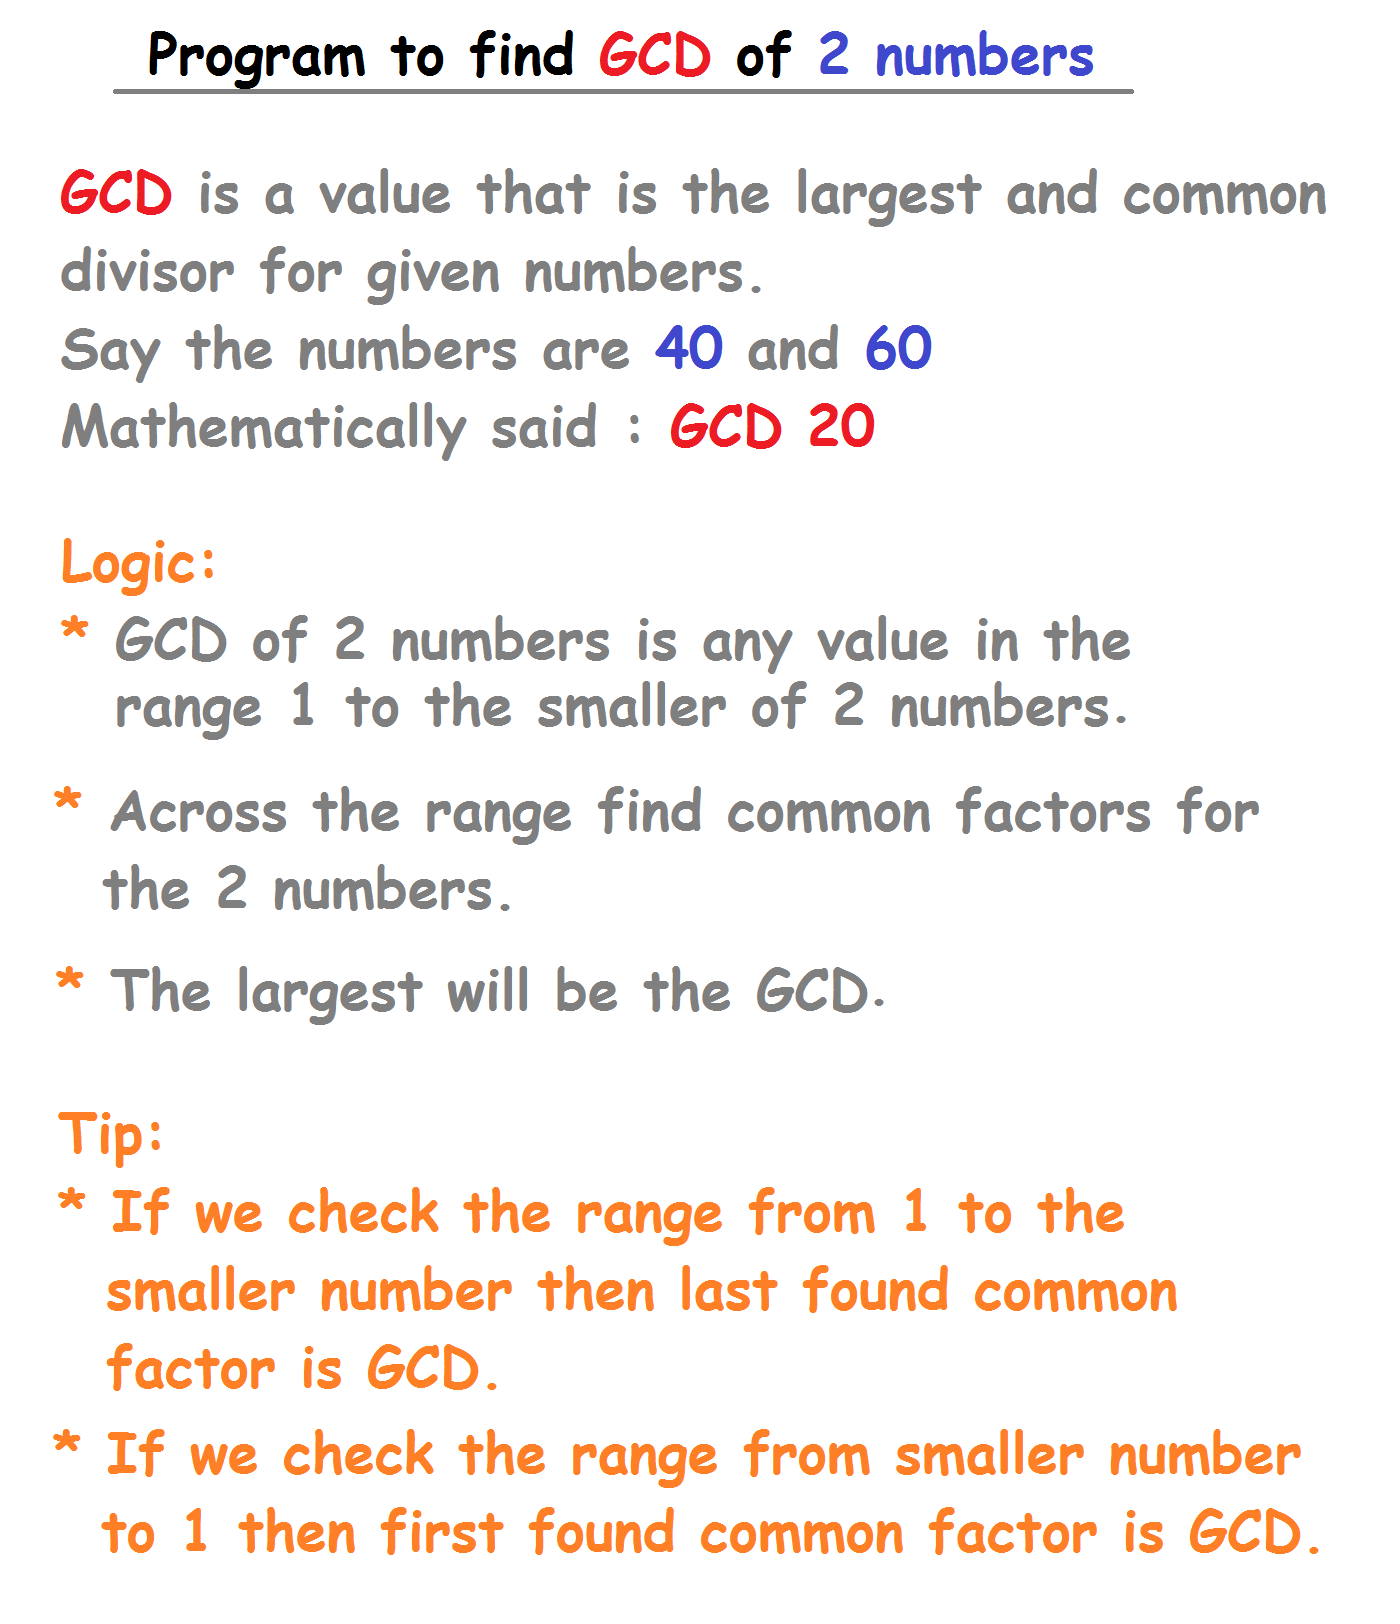 Program to find GCD of 2 numbers
GCD is a value that is the largest and common
divisor for given numbers.
Say the numbers are 40 and 60
Mathematically said : GCD 20
Logic:
* GCD of 2 numbers is any value in the
range 1 to the smaller of 2 numbers.
* Across the range find common factors for
the 2 numbers.
* The largest will be the GCD.
Tip:
* If we check the range from 1 to the
smaller number then last found common
factor is GCD.
* If we check the range from smaller number
to 1 then first found common factor is GCD.